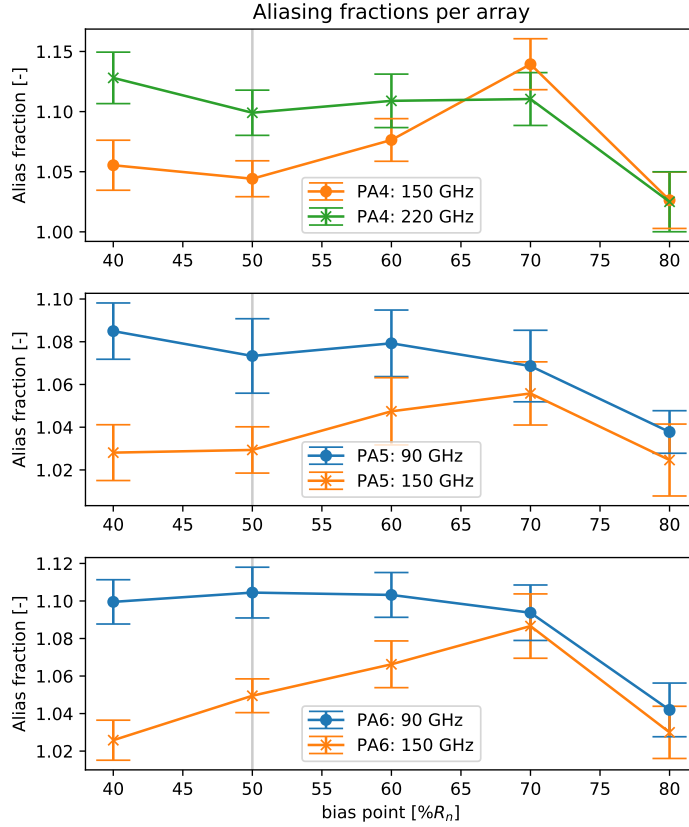 Aliasing fractions per array
Alias fraction [-]
1.15
1.10
1.05
1.00
PA4: 150 GHz
PA4: 220 GHz
40 45 50 55 60 65 70 75 80
Alias fraction [-]
1.10
1.08
1.06
1.04
1.02
PA5: 90 GHz
PA5: 150 GHz
40 45 50 55 60 65 70 75 80
Alias fraction [-]
1.12
1.10
1.08
1.06
1.04
1.02
PA6: 90 GHz
PA6: 150 GHz
40 45 50 55 60 65 70 75 80
bias point [%Rₙ]